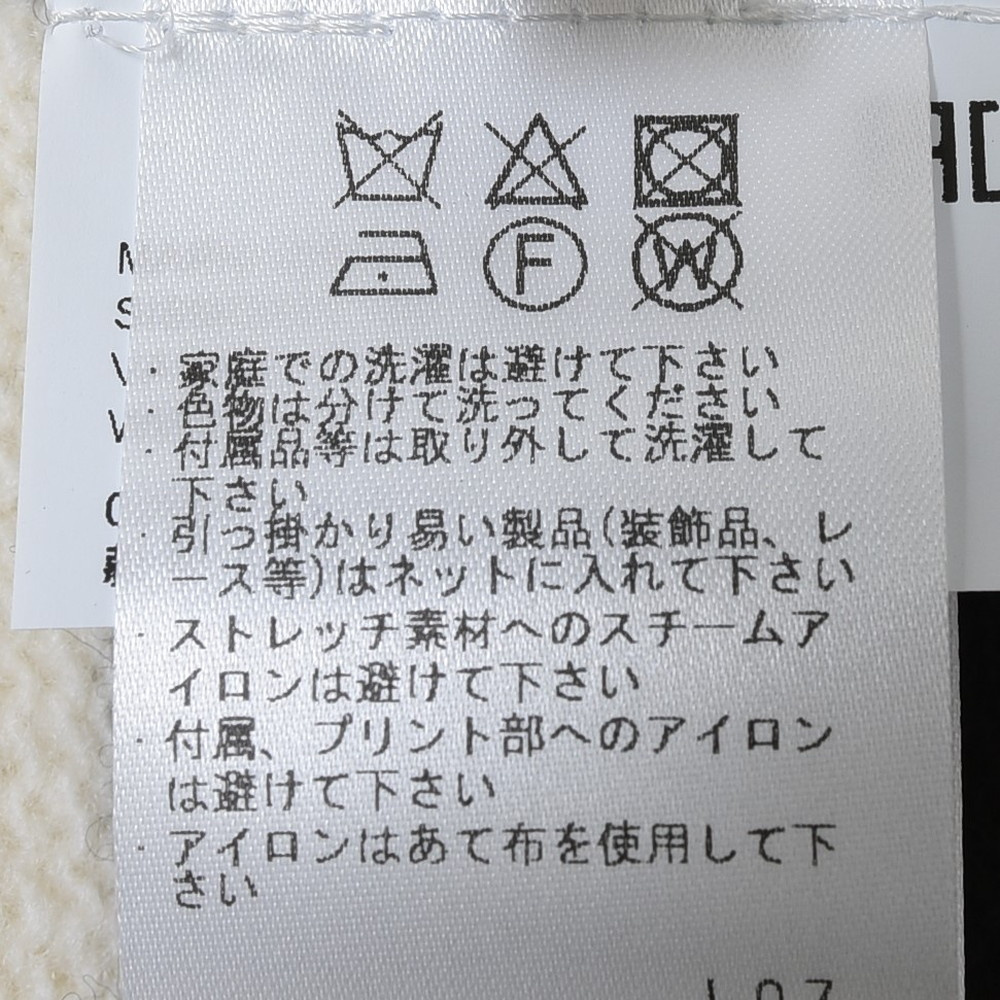 F W
・家庭での洗濯は避けて下さい
・色物は分けて洗ってください
・付属品等は取り外して洗濯して
下さい
・引っ掛かり易い製品(装飾品、レ
ース等)はネットに入れて下さい
・ストレッチ素材へのスチームア
イロンは避けて下さい
・付属、プリント部へのアイロン
は避けて下さい
・アイロンはあて布を使用して下
さい